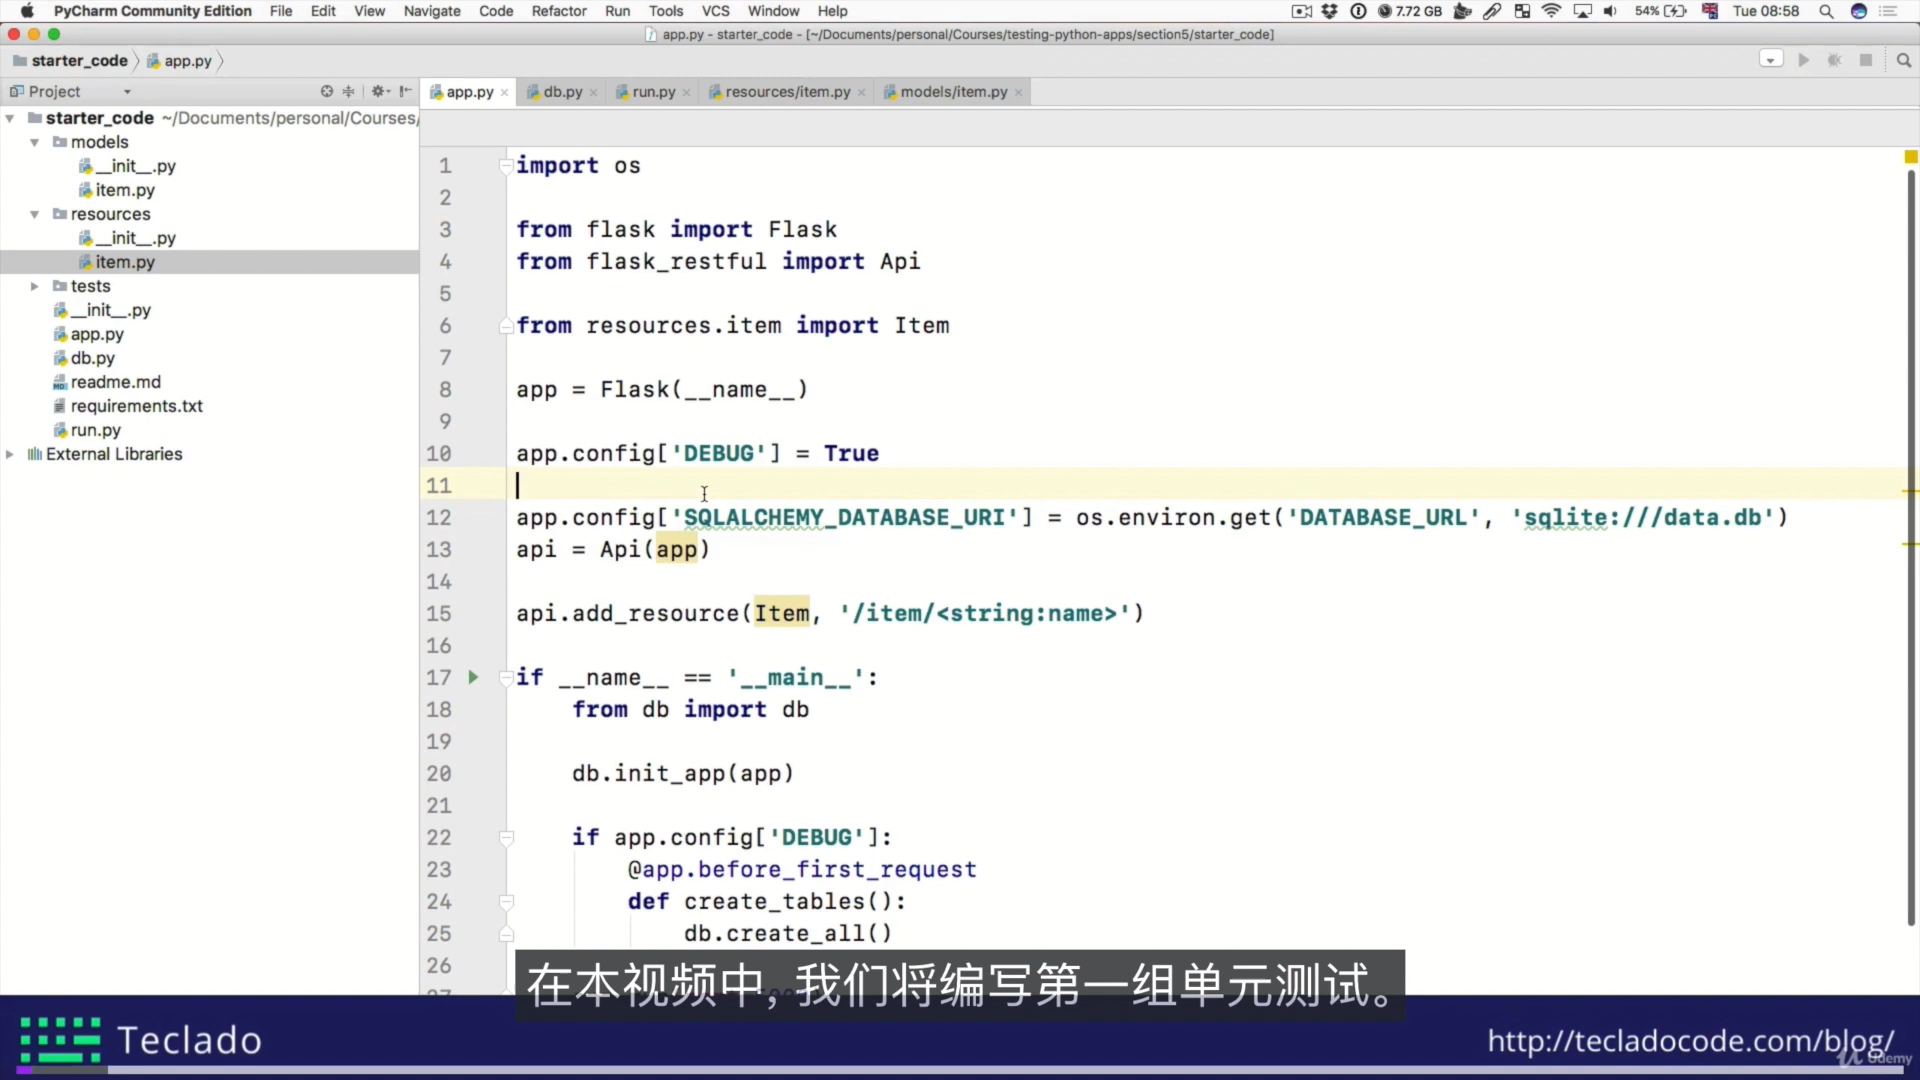 PyCharm Community Edition File Edit View Navigate Code Refactor Run Tools VCS Window Help 7.72 GB 54% Tue 08:58
app.py - starter_code - [~/Documents/personal/Courses/testing-python-apps/section5/starter_code]
starter_code app.py
Project
app.py db.py run.py resources/item.py models/item.py
starter_code ~/Documents/personal/Courses/
models
__init__.py
item.py
resources
__init__.py
item.py
tests
__init__.py
app.py
db.py
readme.md
requirements.txt
run.py
External Libraries
1 import os
2
3 from flask import Flask
4 from flask_restful import Api
5
6 from resources.item import Item
7
8 app = Flask(__name__)
9
10 app.config['DEBUG'] = True
11
12 app.config['SQLALCHEMY_DATABASE_URI'] = os.environ.get('DATABASE_URL', 'sqlite:///data.db')
13 api = Api(app)
14
15 api.add_resource(Item, '/item/<string:name>')
16
17 if __name__ == '__main__':
18 from db import db
19
20 db.init_app(app)
21
22 if app.config['DEBUG']:
23 @app.before_first_request
24 def create_tables():
25 db.create_all()
26
在本视频中, 我们将编写第一组单元测试。
Teclado
http://tecladocode.com/blog/
Udemy